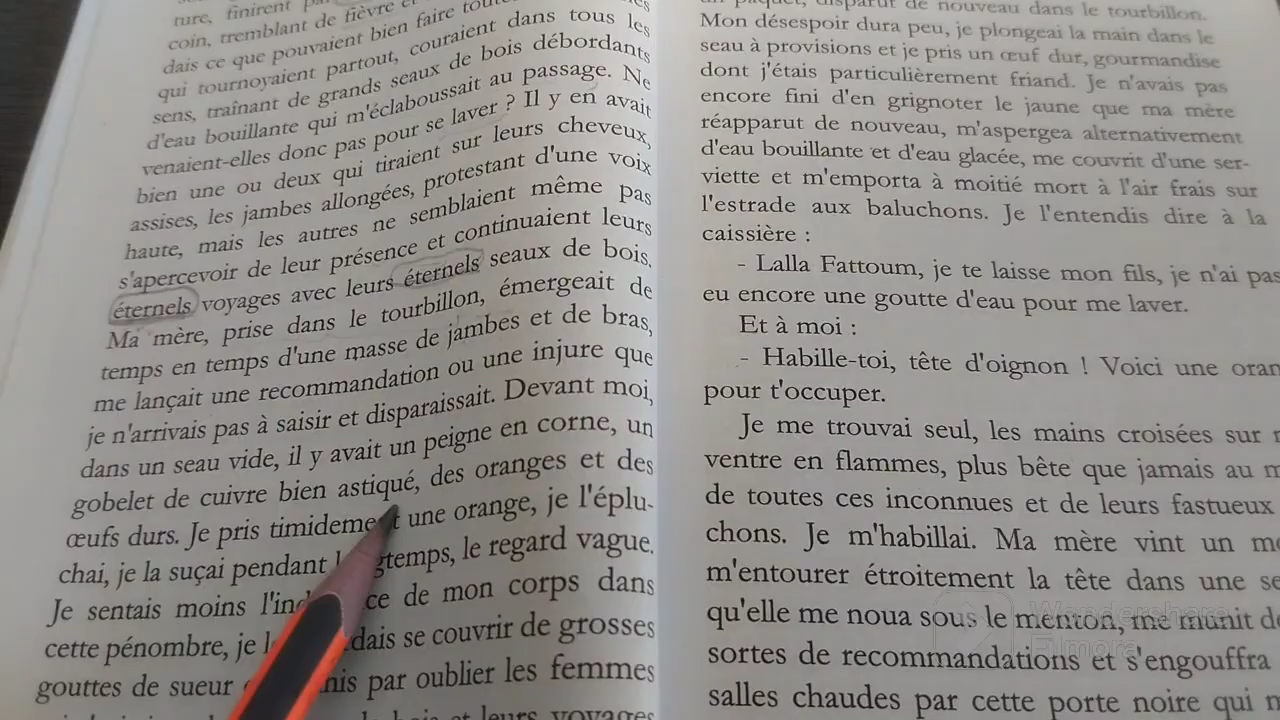 ture, finirent
coin, tremblant de fièvre et
dais ce que pouvaient bien faire toutes
qui tournoyaient partout, couraient dans tous les
sens, traînant de grands seaux de bois débordants
d'eau bouillante qui m'éclaboussait au passage. Ne
venaient-elles donc pas pour se laver ? Il y en avait
bien une ou deux qui tiraient sur leurs cheveux,
assises, les jambes allongées, protestant d'une voix
haute, mais les autres ne semblaient même pas
s'apercevoir de leur présence et continuaient leurs
éternels voyages avec leurs éternels seaux de bois.
Ma mère, prise dans le tourbillon, émergeait de
temps en temps d'une masse de jambes et de bras,
me lançait une recommandation ou une injure que
je n'arrivais pas à saisir et disparaissait. Devant moi,
dans un seau vide, il y avait un peigne en corne, un
gobelet de cuivre bien astiqué, des oranges et des
œufs durs. Je pris timidement une orange, je l'éplu-
chai, je la suçai pendant longtemps, le regard vague.
Je sentais moins l'indécence de mon corps dans
cette pénombre, je le dais se couvrir de grosses
gouttes de sueur nis par oublier les femmes
bois et leurs voyages
un paquet, disparut de nouveau dans le tourbillon.
Mon désespoir dura peu, je plongeai la main dans le
seau à provisions et je pris un œuf dur, gourmandise
dont j'étais particulièrement friand. Je n'avais pas
encore fini d'en grignoter le jaune que ma mère
réapparut de nouveau, m'aspergea alternativement
d'eau bouillante et d'eau glacée, me couvrit d'une ser-
viette et m'emporta à moitié mort à l'air frais sur
l'estrade aux baluchons. Je l'entendis dire à la
caissière :
- Lalla Fattoum, je te laisse mon fils, je n'ai pas
eu encore une goutte d'eau pour me laver.
Et à moi :
- Habille-toi, tête d'oignon ! Voici une oran
pour t'occuper.
Je me trouvai seul, les mains croisées sur
ventre en flammes, plus bête que jamais au m
de toutes ces inconnues et de leurs fastueux
chons. Je m'habillai. Ma mère vint un mo
m'entourer étroitement la tête dans une se
qu'elle me noua sous le menton, me munit de
sortes de recommandations et s'engouffra
salles chaudes par cette porte noire qui
Wondershare
Filmora